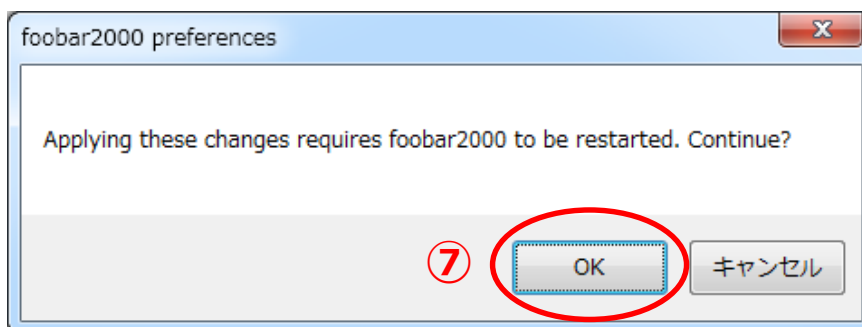 foobar2000 preferences
Applying these changes requires foobar2000 to be restarted. Continue?
⑦ OK キャンセル